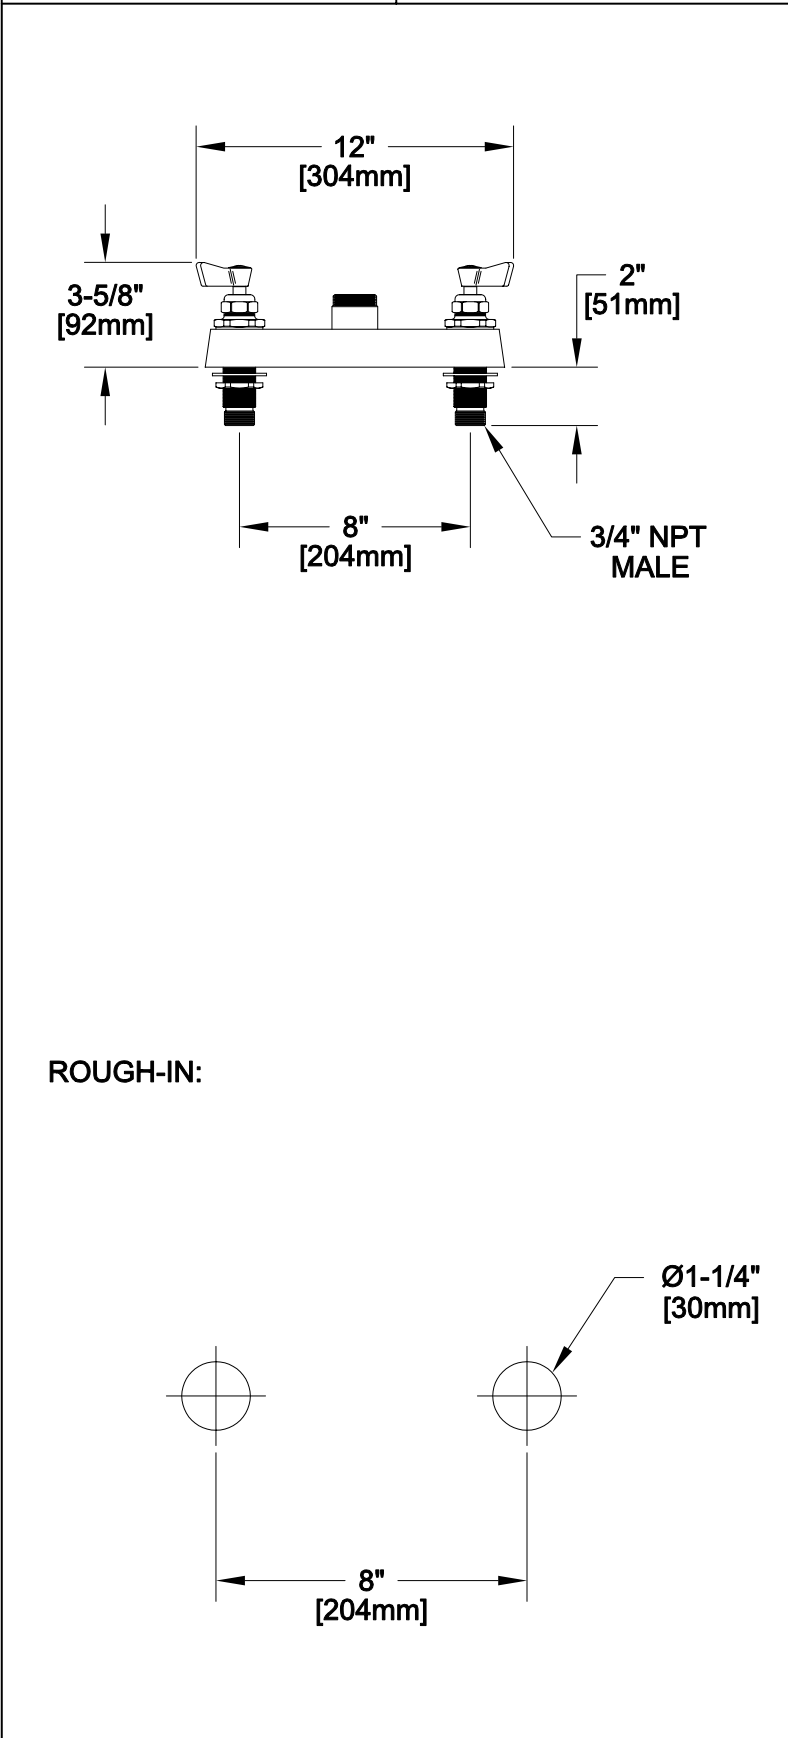 12"
[304mm]
3-5/8"
[92mm]
2"
[51mm]
8"
[204mm]
3/4" NPT
MALE
ROUGH-IN:
Ø1-1/4"
[30mm]
8"
[204mm]